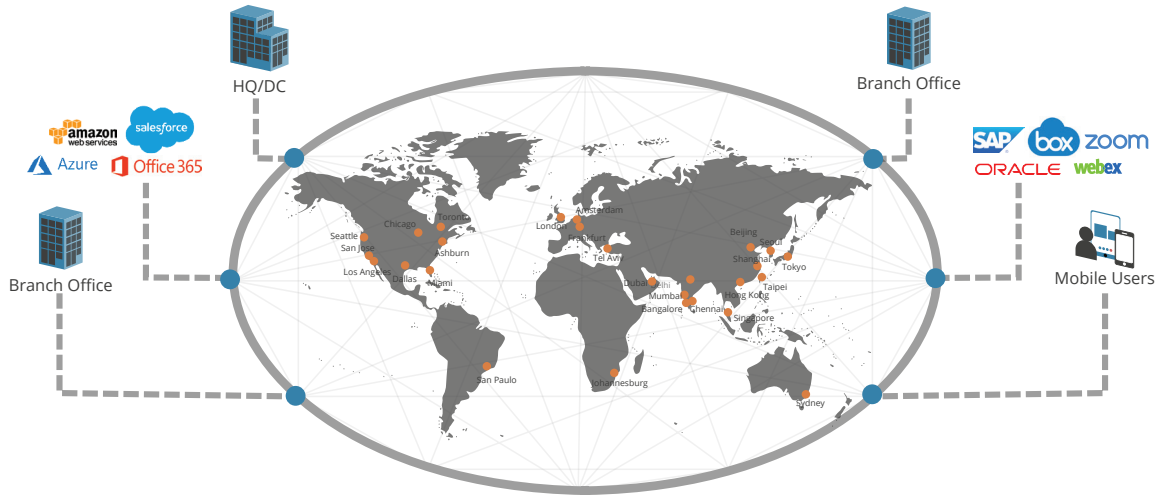 HQ/DC
Branch Office
amazon
web services
salesforce
Azure
Office 365
Branch Office
SAP
box
zoom
ORACLE
webex
Mobile Users
Toronto
Chicago
Seattle
San Jose
Ashburn
Los Angeles
Dallas
Miami
San Paulo
Amsterdam
London
Frankfurt
Tel Aviv
Dubai
Delhi
Mumbai
Bangalore
Chennai
Beijing
Seoul
Shanghai
Tokyo
Taipei
Hong Kong
Singapore
Johannesburg
Sydney